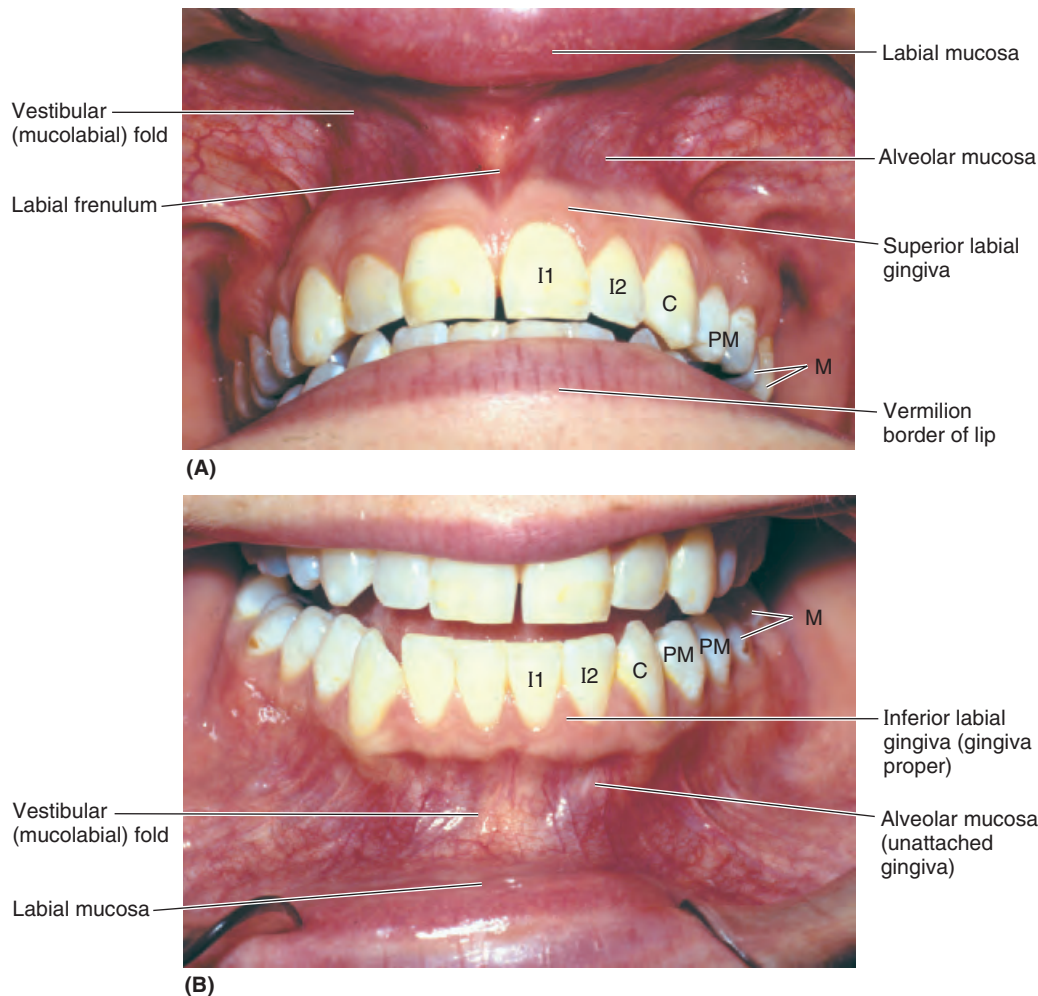 Labial mucosa
Vestibular
(mucolabial) fold
Alveolar mucosa
Labial frenulum
Superior labial
gingiva
I1
I2
C
PM
M
Vermilion
border of lip
(A)
M
PM
PM
C
I2
I1
Inferior labial
gingiva (gingiva
proper)
Vestibular
(mucolabial) fold
Alveolar mucosa
(unattached
gingiva)
Labial mucosa
(B)